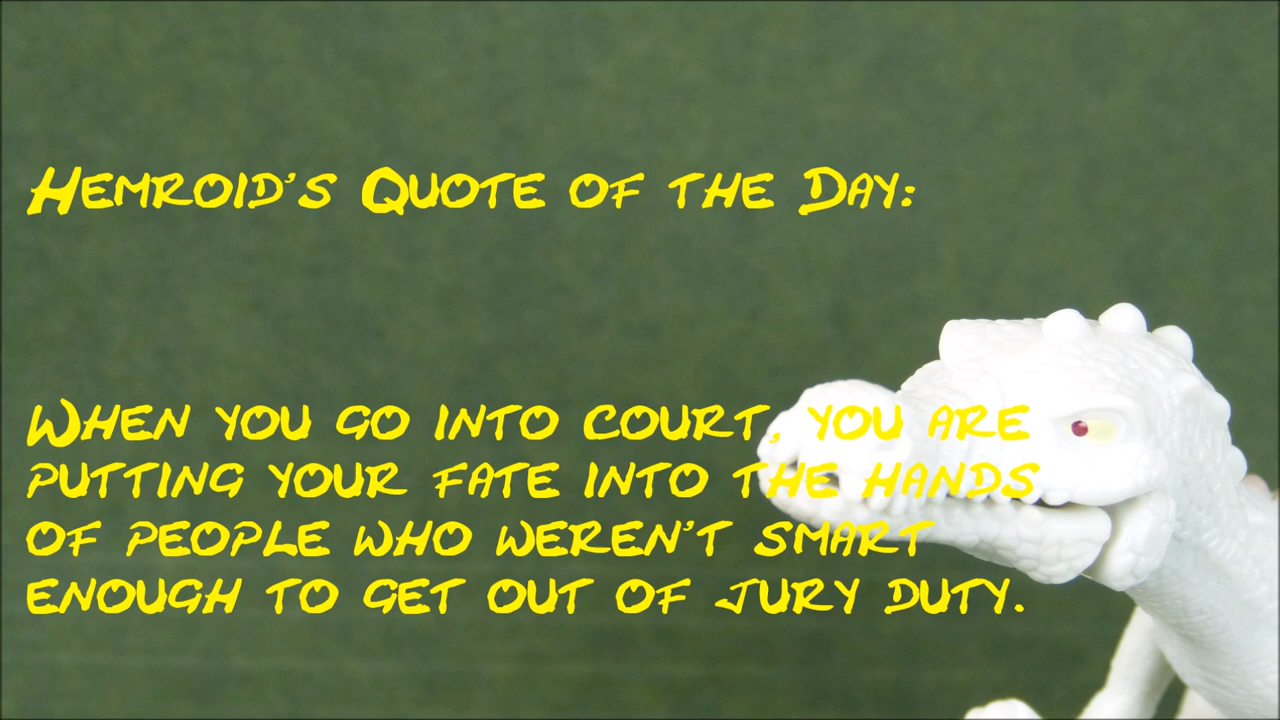 Hemroid's Quote of the Day:
When you go into court, you are
putting your fate into the hands
of people who weren't smart
enough to get out of jury duty.